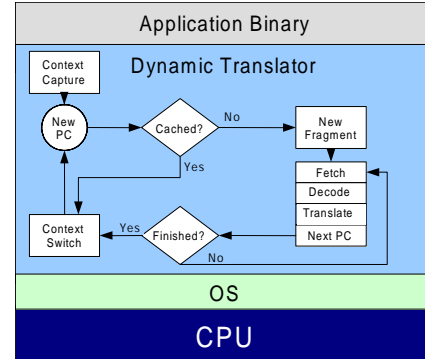 Application Binary
Dynamic Translator
Context
Capture
New
PC
Cached?
No
New
Fragment
Yes
Fetch
Decode
Translate
Next PC
Context
Switch
Yes
Finished?
No
OS
CPU